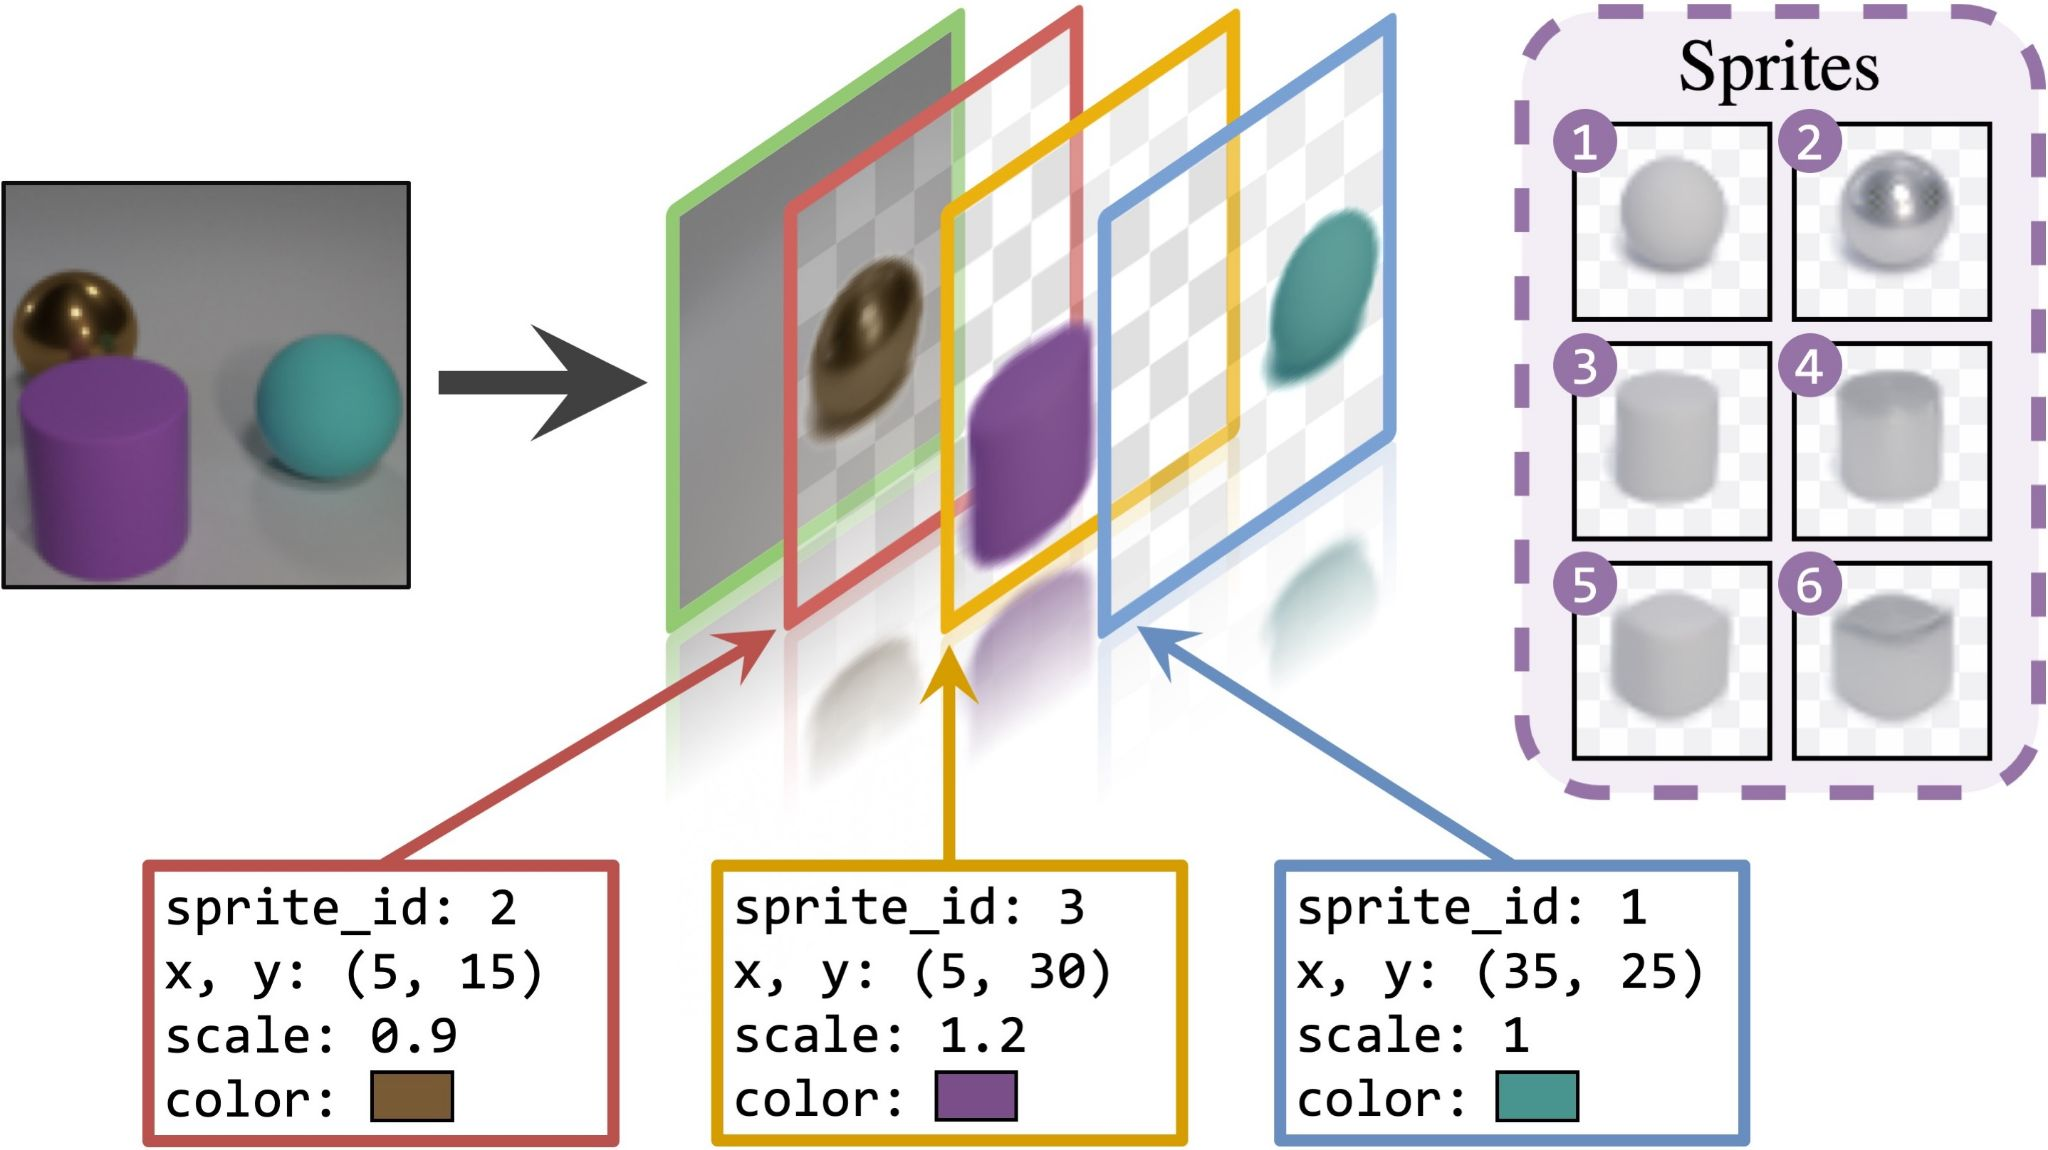 Sprites
1
2
3
4
5
6
sprite_id: 2
x, y: (5, 15)
scale: 0.9
color:
sprite_id: 3
x, y: (5, 30)
scale: 1.2
color:
sprite_id: 1
x, y: (35, 25)
scale: 1
color: